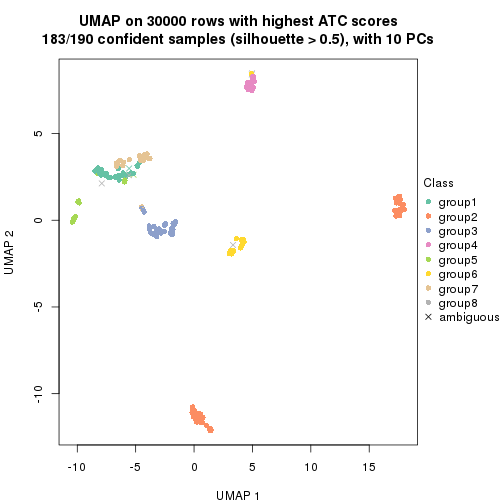 UMAP on 30000 rows with highest ATC scores
183/190 confident samples (silhouette > 0.5), with 10 PCs
UMAP 2
5
0
-5
-10
-10
-5
0
5
10
15
UMAP 1
Class
group1
group2
group3
group4
group5
group6
group7
group8
ambiguous